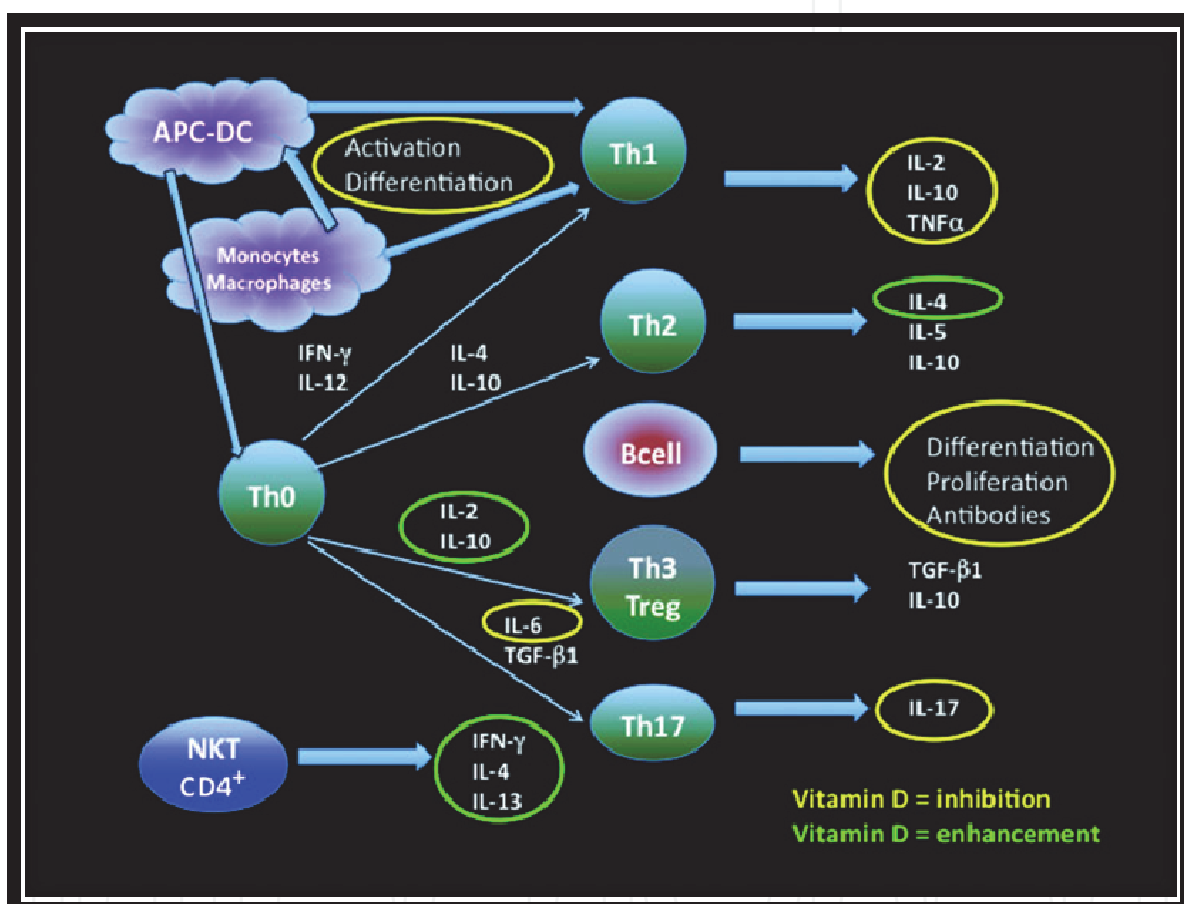 APC-DC
Activation
Differentiation
Th1
IL-2
IL-10
TNFα
Monocytes
Macrophages
Th2
IL-4
IL-5
IL-10
IFN-γ
IL-12
IL-4
IL-10
Bcell
Differentiation
Proliferation
Antibodies
Th0
IL-2
IL-10
Th3
Treg
TGF-β1
IL-10
IL-6
TGF-β1
Th17
IL-17
NKT
CD4⁺
IFN-γ
IL-4
IL-13
Vitamin D = inhibition
Vitamin D = enhancement